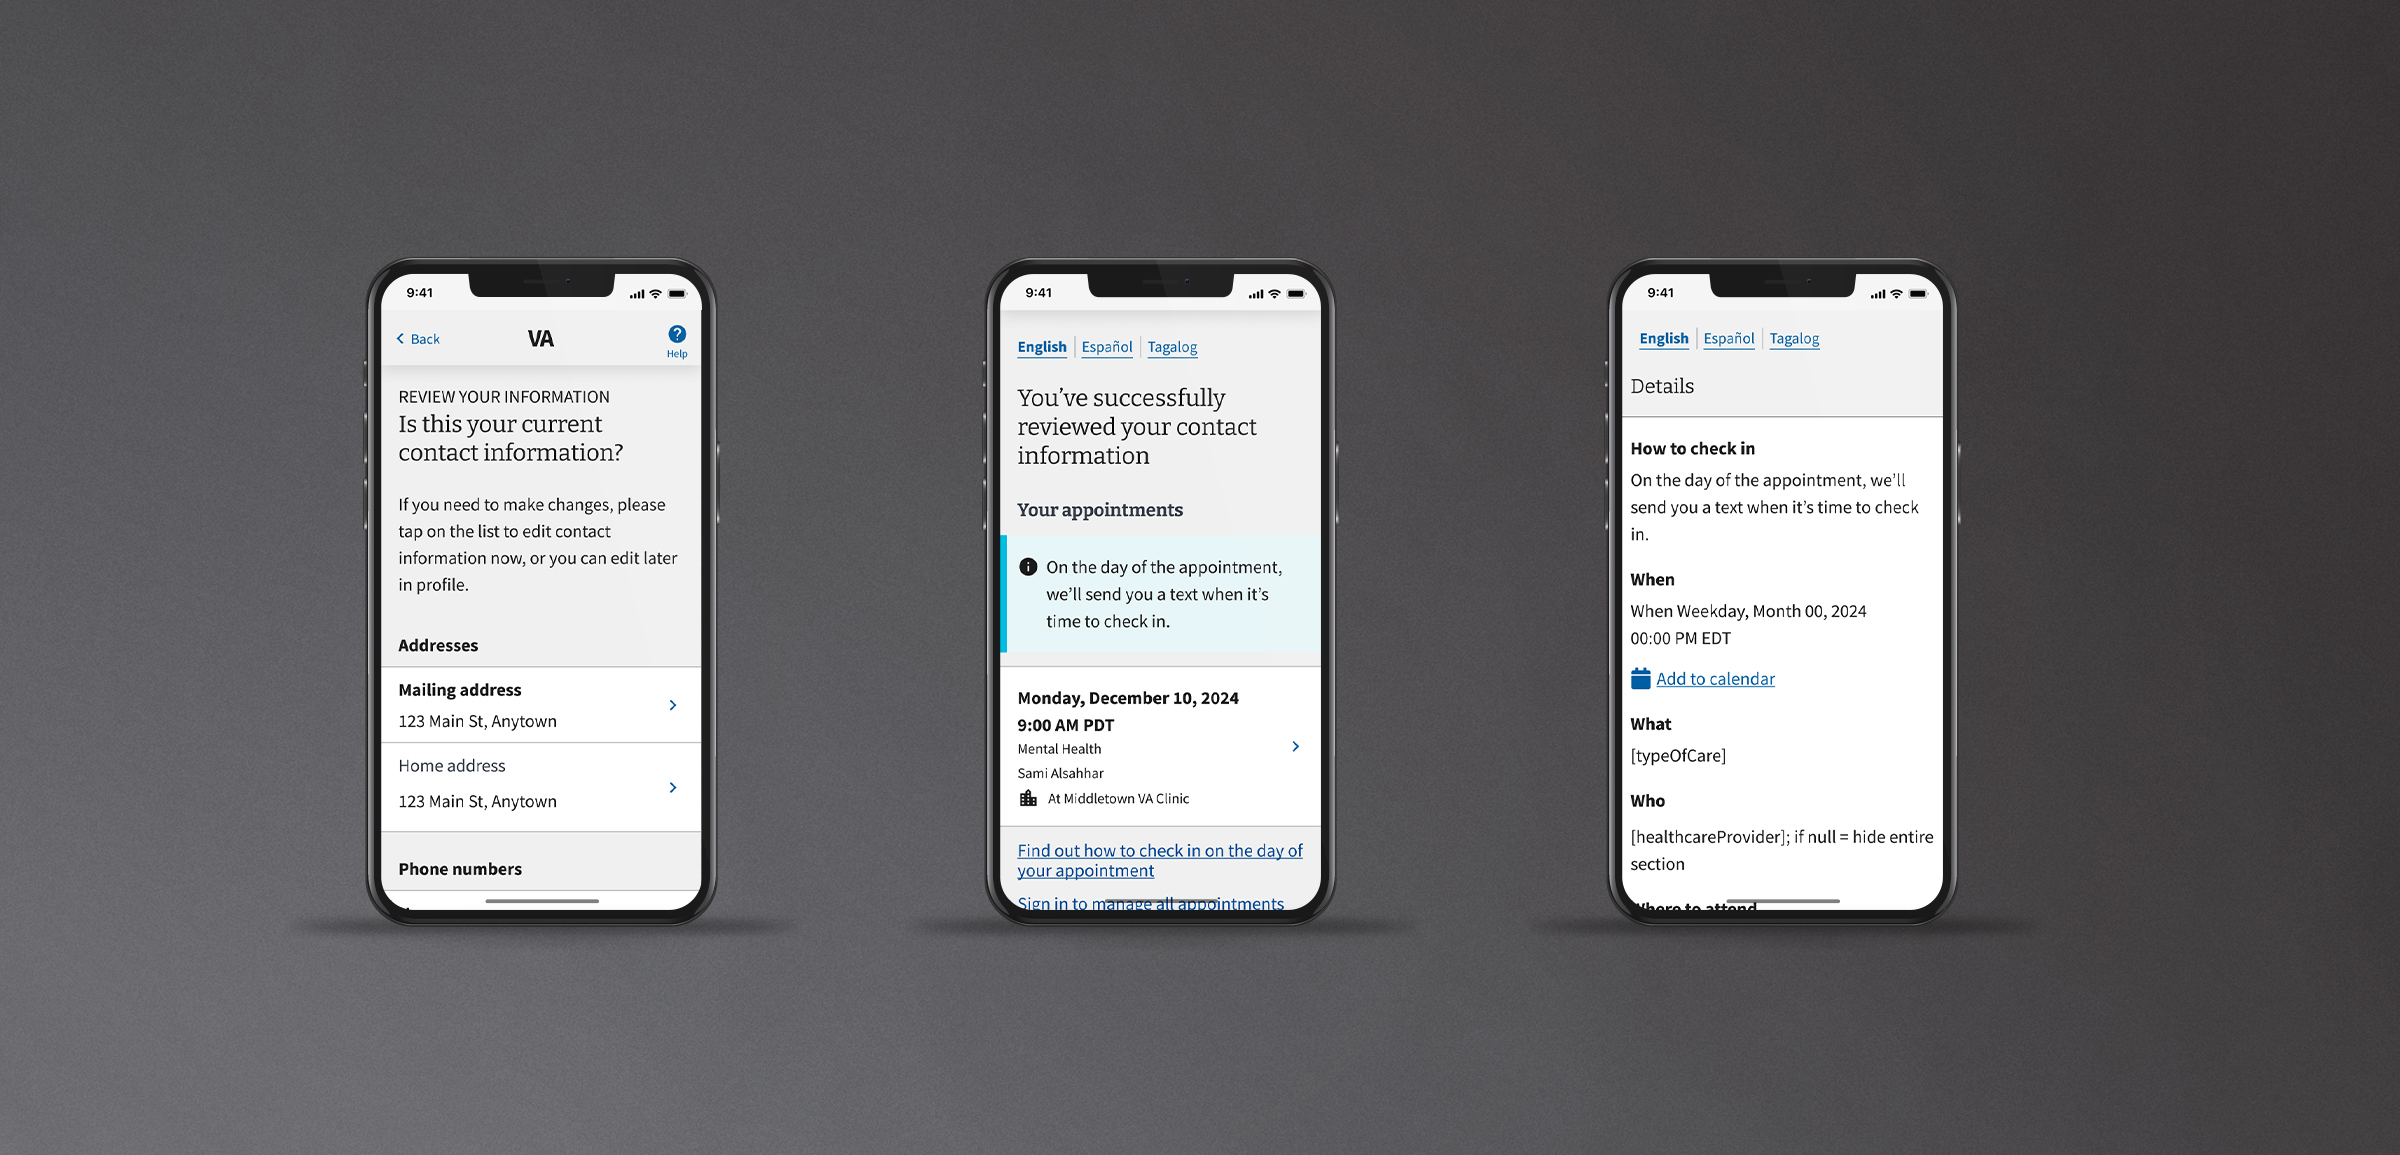 9:41
Back
VA
Help
REVIEW YOUR INFORMATION
Is this your current
contact information?
If you need to make changes, please
tap on the list to edit contact
information now, or you can edit later
in profile.
Addresses
Mailing address
123 Main St, Anytown
Home address
123 Main St, Anytown
Phone numbers
9:41
English Español Tagalog
You’ve successfully
reviewed your contact
information
Your appointments
On the day of the appointment,
we’ll send you a text when it’s
time to check in.
Monday, December 10, 2024
9:00 AM PDT
Mental Health
Sami Alsahhar
At Middletown VA Clinic
Find out how to check in on the day of
your appointment
Sign in to manage all appointments
9:41
English Español Tagalog
Details
How to check in
On the day of the appointment, we’ll
send you a text when it’s time to check
in.
When
When Weekday, Month 00, 2024
00:00 PM EDT
Add to calendar
What
[typeOfCare]
Who
[healthcareProvider]; if null = hide entire
section
Where to attend